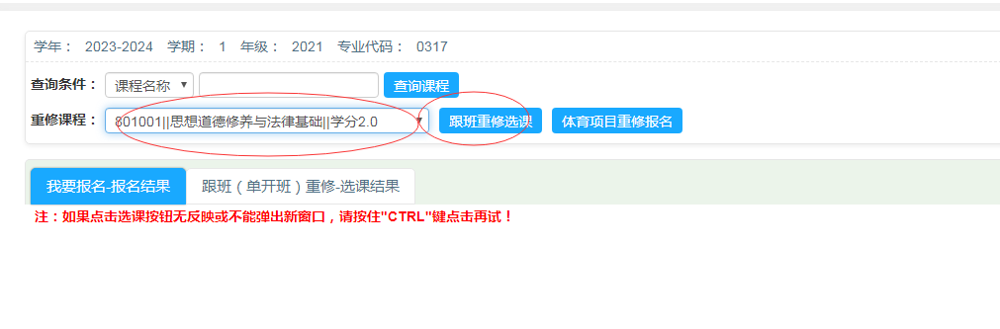 学年： 2023-2024 学期： 1 年级： 2021 专业代码： 0317
查询条件： 课程名称 查询课程
重修课程： 801001||思想道德修养与法律基础||学分2.0 跟班重修选课 体育项目重修报名
我要报名-报名结果 跟班（单开班）重修-选课结果
注：如果点击选课按钮无反映或不能弹出新窗口，请按住"CTRL"键点击再试！